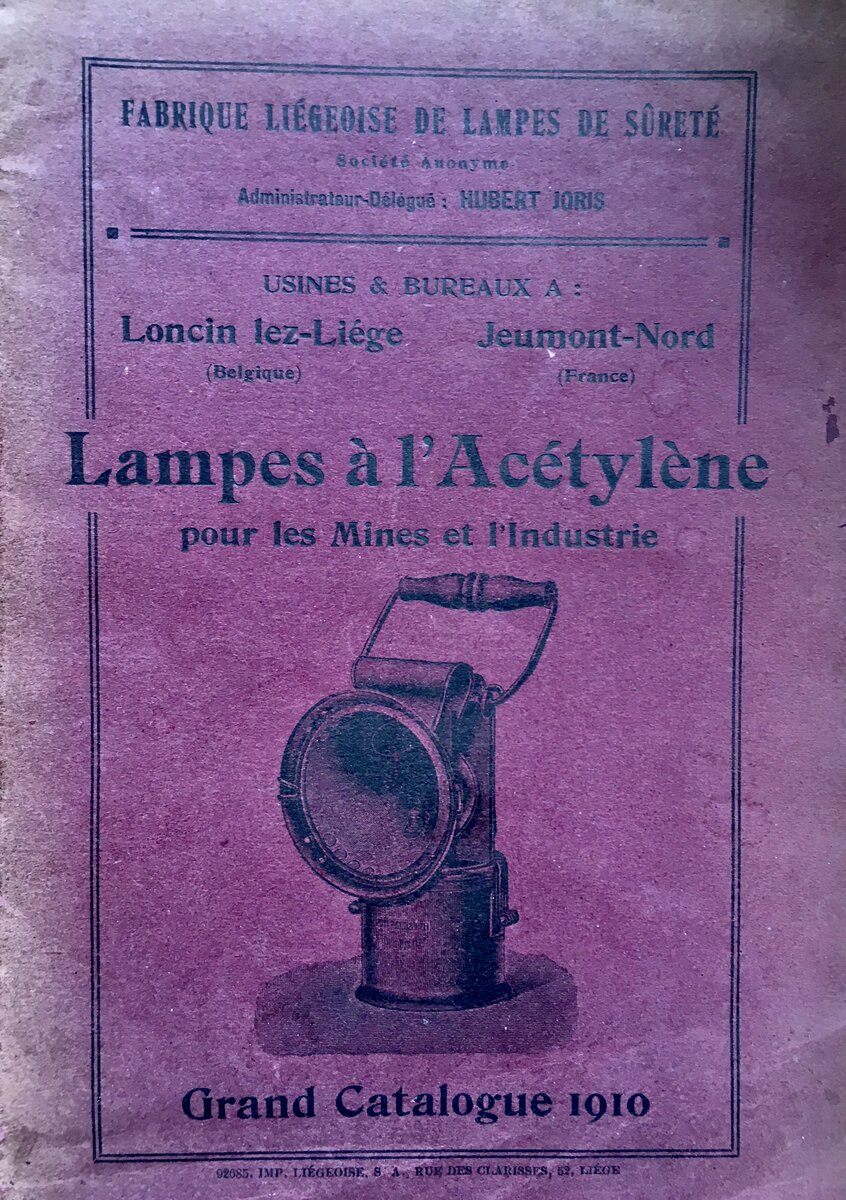 FABRIQUE LIÉGEOISE DE LAMPES DE SÛRETÉ
Société Anonyme
Administrateur-Délégué : HUBERT JORIS
USINES & BUREAUX A :
Loncin lez-Liége Jeumont-Nord
(Belgique) (France)
Lampes à l'Acétylène
pour les Mines et l'Industrie
Grand Catalogue 1910
92685. IMP. LIÉGEOISE, S. A., RUE DES CLARISSES, 52, LIÉGE